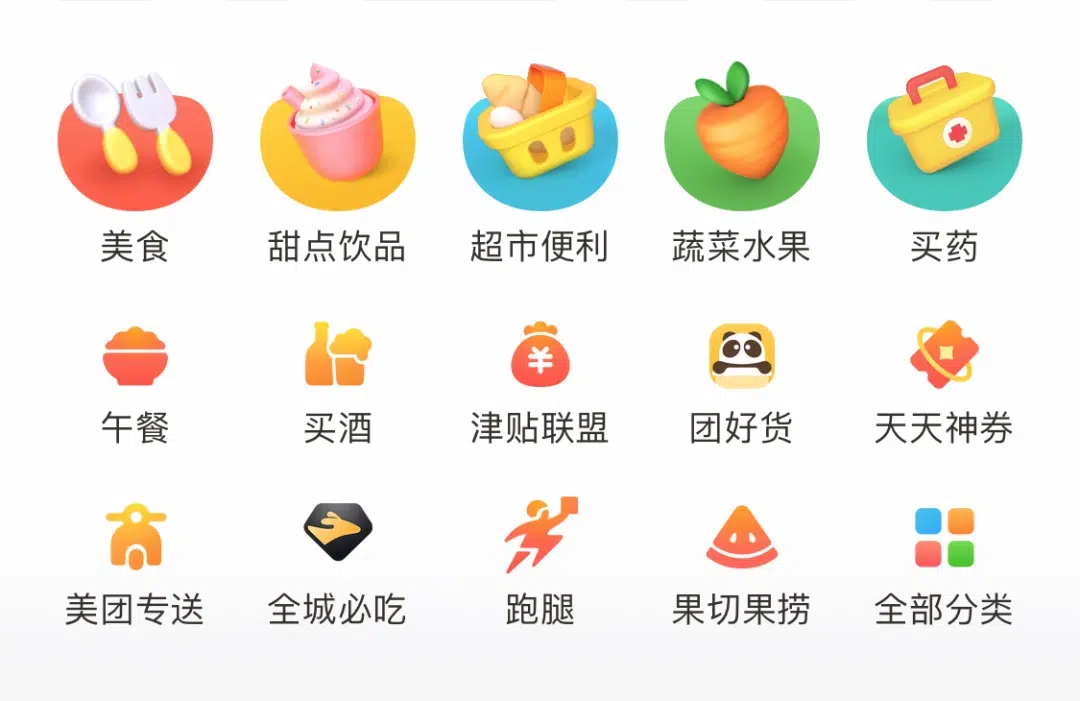 美食 甜点饮品 超市便利 蔬菜水果 买药
¥
午餐 买酒 津贴联盟 团好货 天天神券
美团专送 全城必吃 跑腿 果切果捞 全部分类